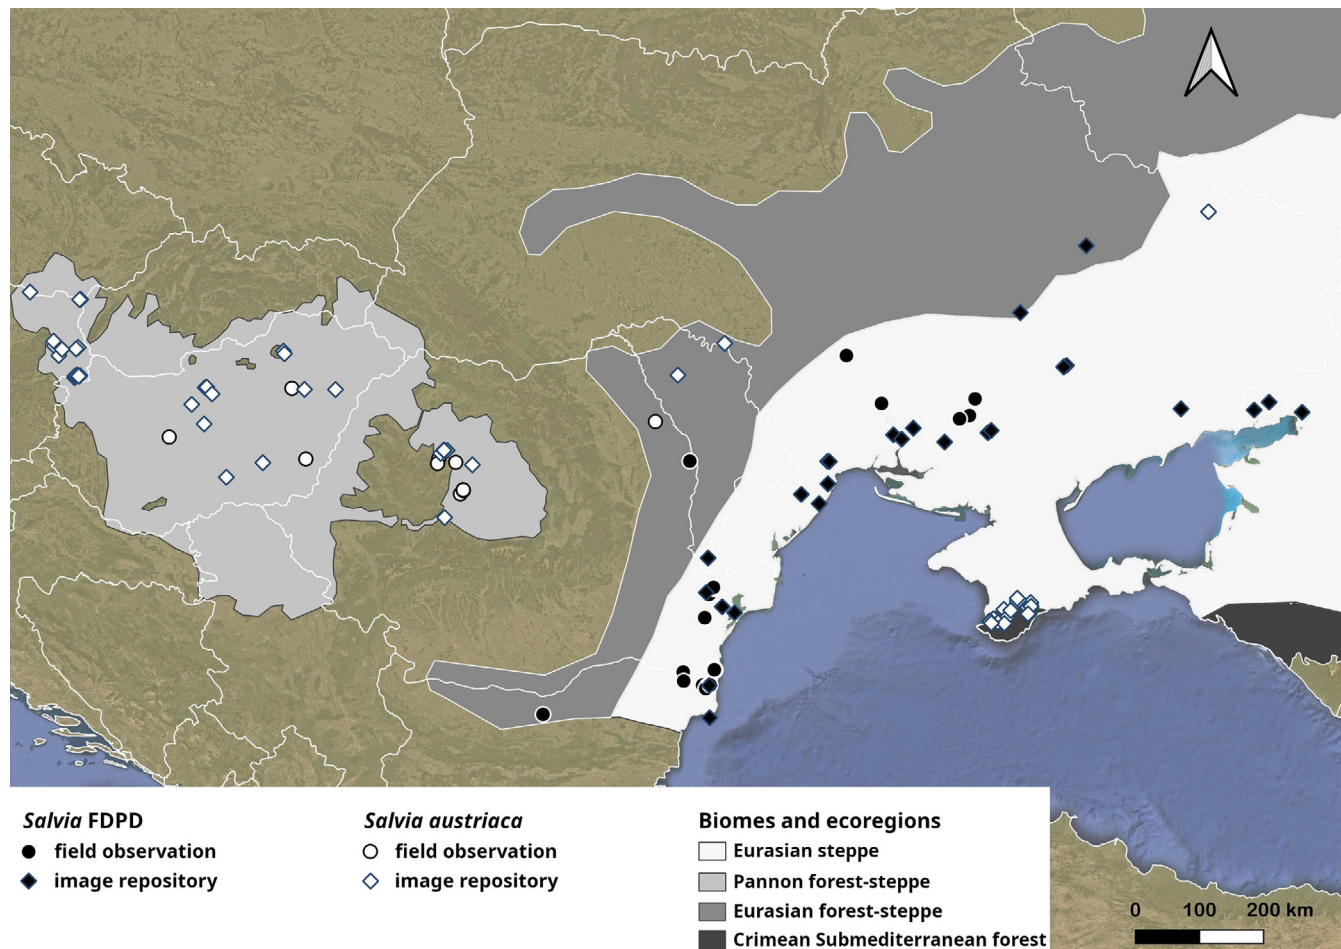 Salvia FDPD
field observation
image repository
Salvia austriaca
field observation
image repository
Biomes and ecoregions
Eurasian steppe
Pannon forest-steppe
Eurasian forest-steppe
Crimean Submediterranean forest
0 100 200 km